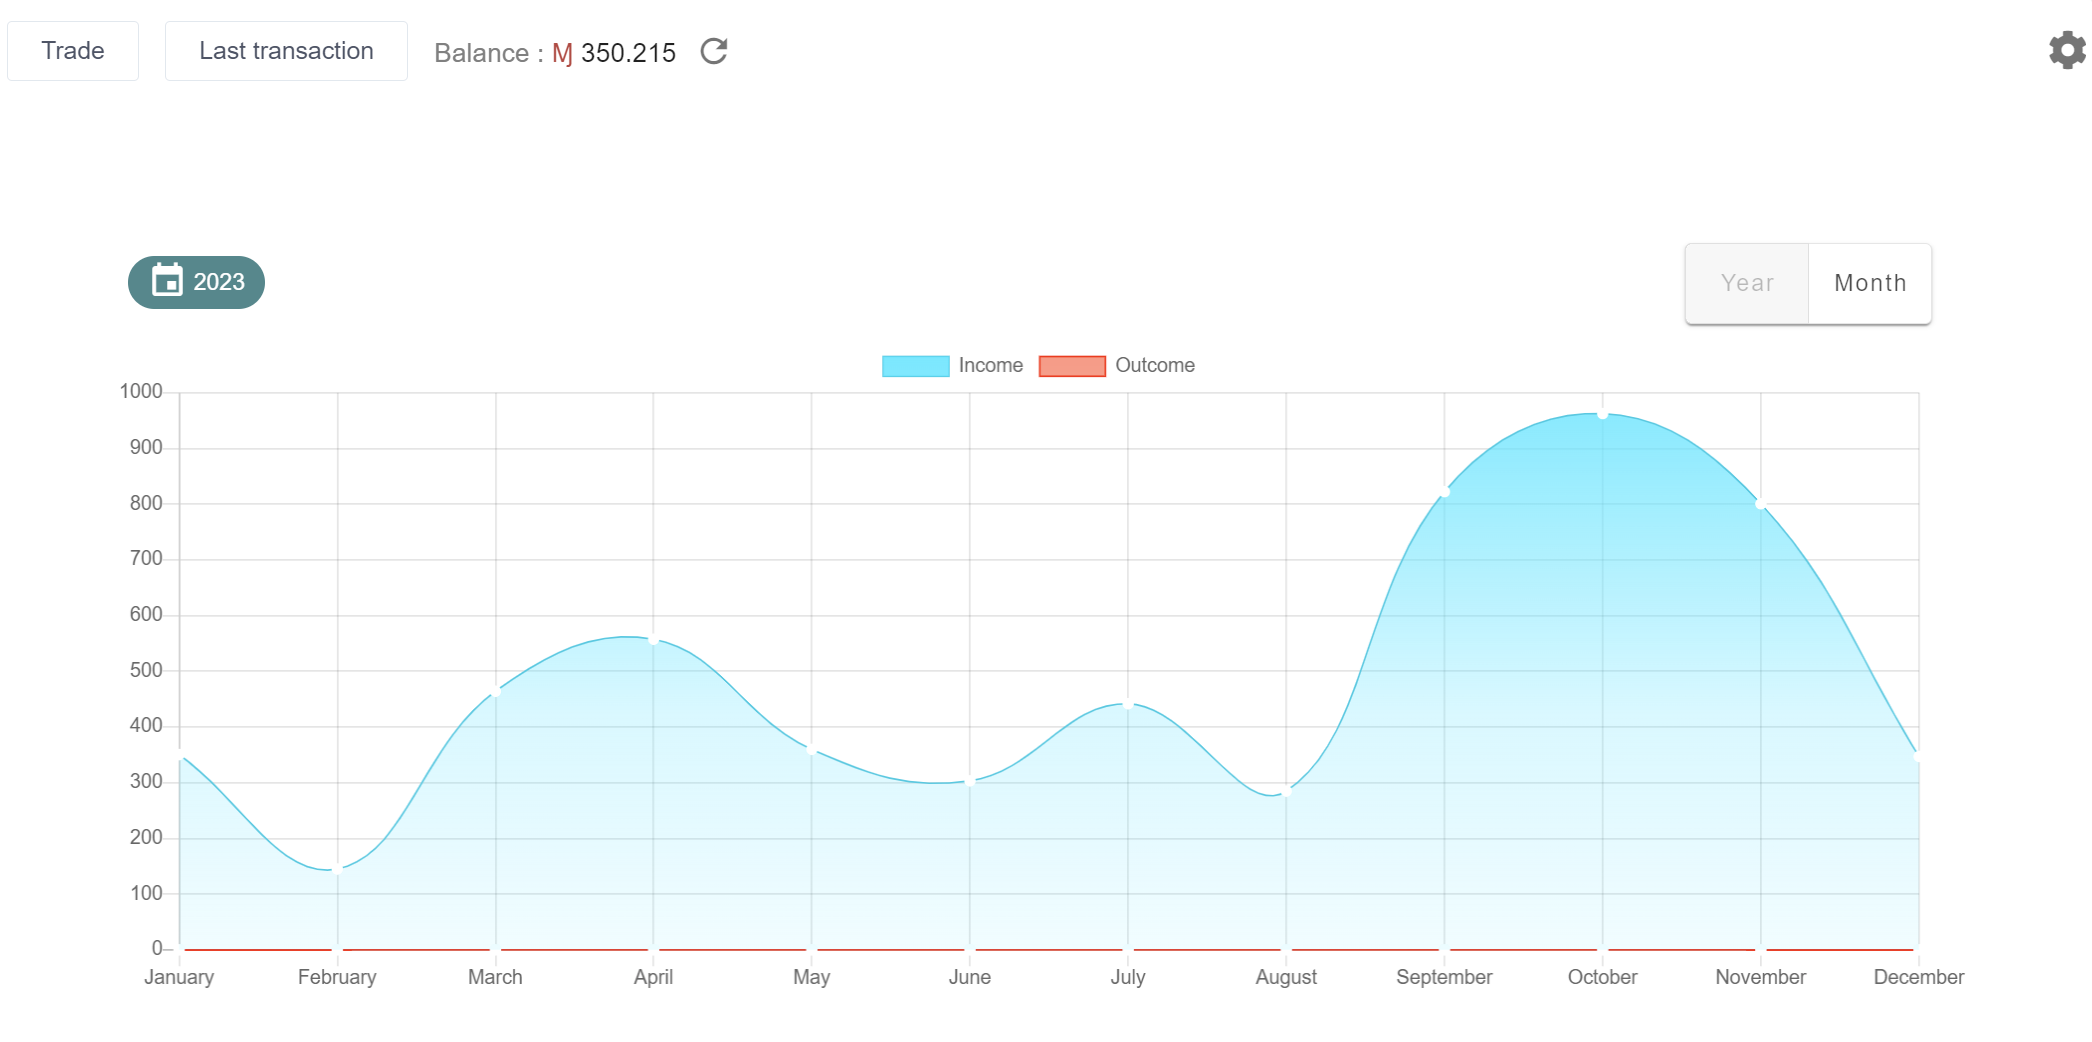 Trade
Last transaction
Balance : Ɱ 350.215
2023
Year
Month
Income
Outcome
1000
900
800
700
600
500
400
300
200
100
0
January February March April May June July August September October November December